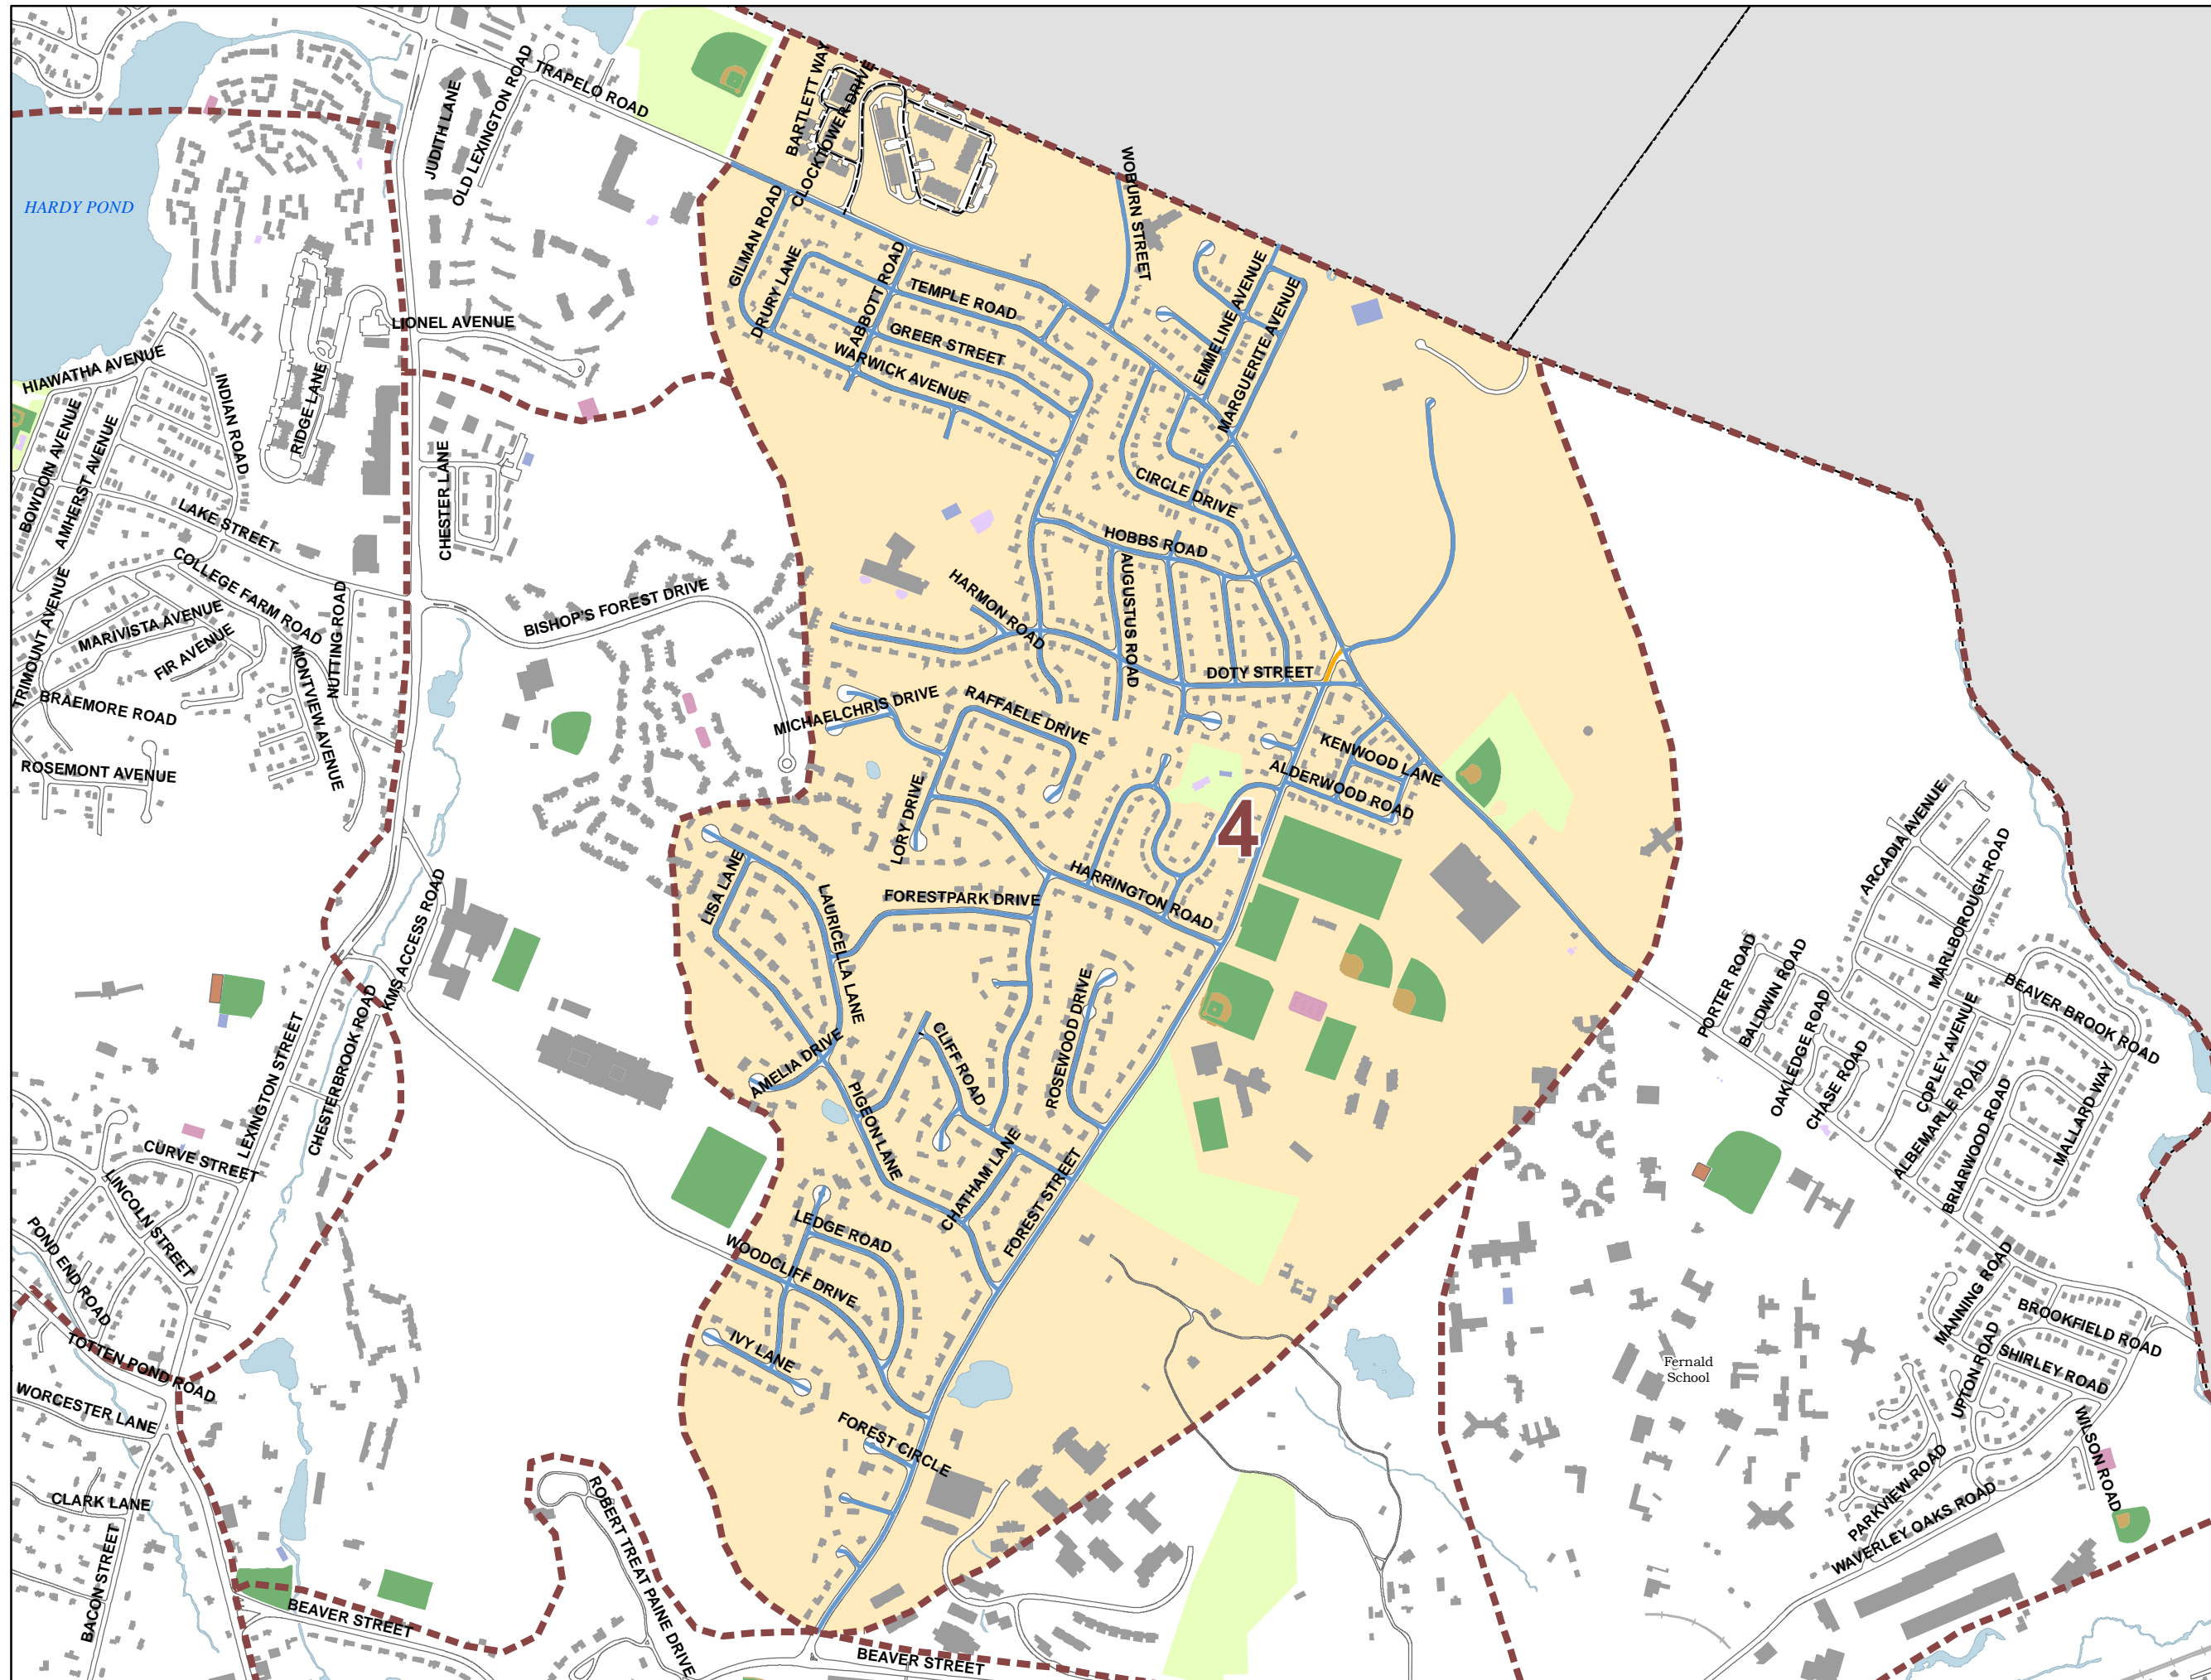 BARTLETT WAY
CLOCKTOWER DRIVE
TRAPELO ROAD
OLD LEXINGTON ROAD
JUDITH LANE
HARDY POND
WOBURN STREET
GILMAN ROAD
DRURY LANE
ABBOTT ROAD
TEMPLE ROAD
GREER STREET
WARWICK AVENUE
EMMELINE AVENUE
MARGUERITE AVENUE
LIONEL AVENUE
HIAWATHA AVENUE
INDIAN ROAD
RIDGE LANE
BOWDOIN AVENUE
AMHERST AVENUE
CHESTER LANE
LAKE STREET
CIRCLE DRIVE
HOBBS ROAD
AUGUSTUS ROAD
HARMON ROAD
COLLEGE FARM ROAD
NUTTING ROAD
BISHOP'S FOREST DRIVE
TRIMOUNT AVENUE
MARIVISTA AVENUE
FIR AVENUE
MONTVIEW AVENUE
BRAEMORE ROAD
ROSEMONT AVENUE
DOTY STREET
MICHAELCHRIS DRIVE
RAFFAELE DRIVE
KENWOOD LANE
ALDERWOOD ROAD
LORY DRIVE
4
LISA LANE
LAURICELLA LANE
FORESTPARK DRIVE
HARRINGTON ROAD
ARCADIA AVENUE
MARLBOROUGH ROAD
KMS ACCESS ROAD
PORTER ROAD
BALDWIN ROAD
OAKLEDGE ROAD
CHASE ROAD
COPLEY AVENUE
BEAVER BROOK ROAD
ALBEMARLE ROAD
BRIARWOOD ROAD
MALLARD WAY
LEXINGTON STREET
CHESTERBROOK ROAD
AMELIA DRIVE
CLIFF ROAD
ROSEWOOD DRIVE
PIGEON LANE
CHATHAM LANE
FOREST STREET
CURVE STREET
LINCOLN STREET
POND END ROAD
LEDGE ROAD
WOODCLIFF DRIVE
IVY LANE
FOREST CIRCLE
TOTTEN POND ROAD
WORCESTER LANE
CLARK LANE
BACON STREET
BEAVER STREET
ROBERT TREAT PAINE DRIVE
BEAVER STREET
Fernald
School
MANNING ROAD
BROOKFIELD ROAD
SHIRLEY ROAD
UPTON ROAD
WILSON ROAD
PARKVIEW ROAD
WAVERLEY OAKS ROAD